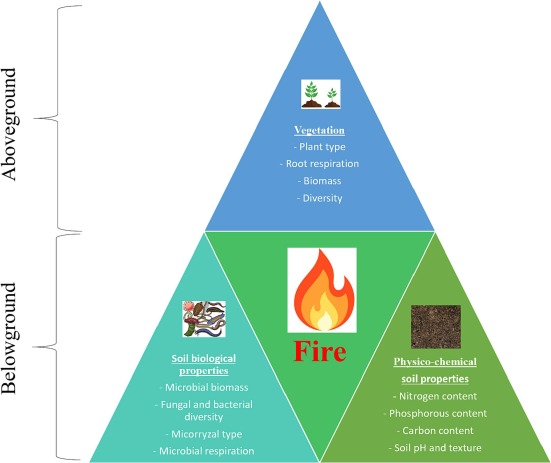 Aboveground
Vegetation
- Plant type
- Root respiration
- Biomass
- Diversity
Belowground
Soil biological
properties
- Microbial biomass
- Fungal and bacterial
diversity
- Micorryzal type
- Microbial respiration
Fire
Physico-chemical
soil properties
- Nitrogen content
- Phosphorous content
- Carbon content
- Soil pH and texture